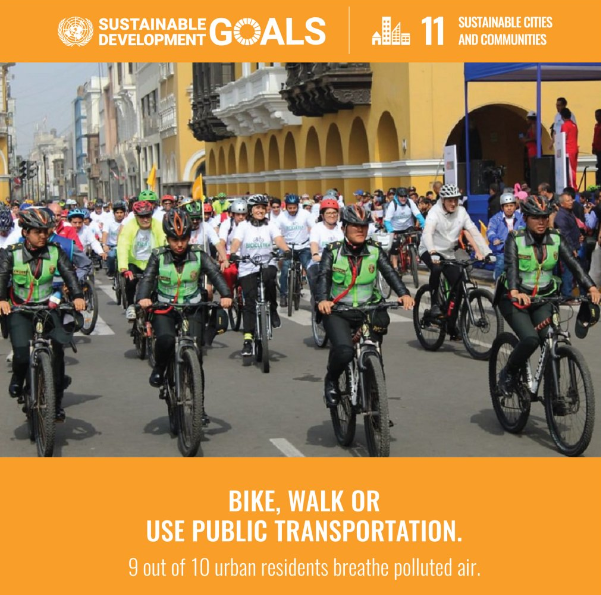 SUSTAINABLE
DEVELOPMENT GOALS
11
SUSTAINABLE CITIES
AND COMMUNITIES
BIKE, WALK OR
USE PUBLIC TRANSPORTATION.
9 out of 10 urban residents breathe polluted air.